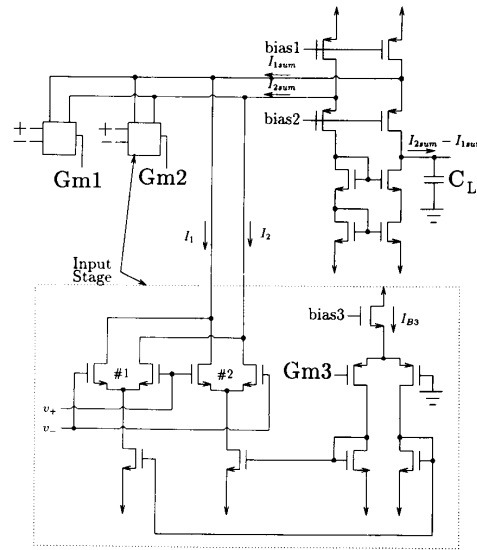 bias1
I1sum
I2sum
bias2
I2sum − I1sum
CL
+
−
Gm1
+
−
Gm2
I1
I2
Input
Stage
bias3
IB3
#1
#2
Gm3
v+
v−